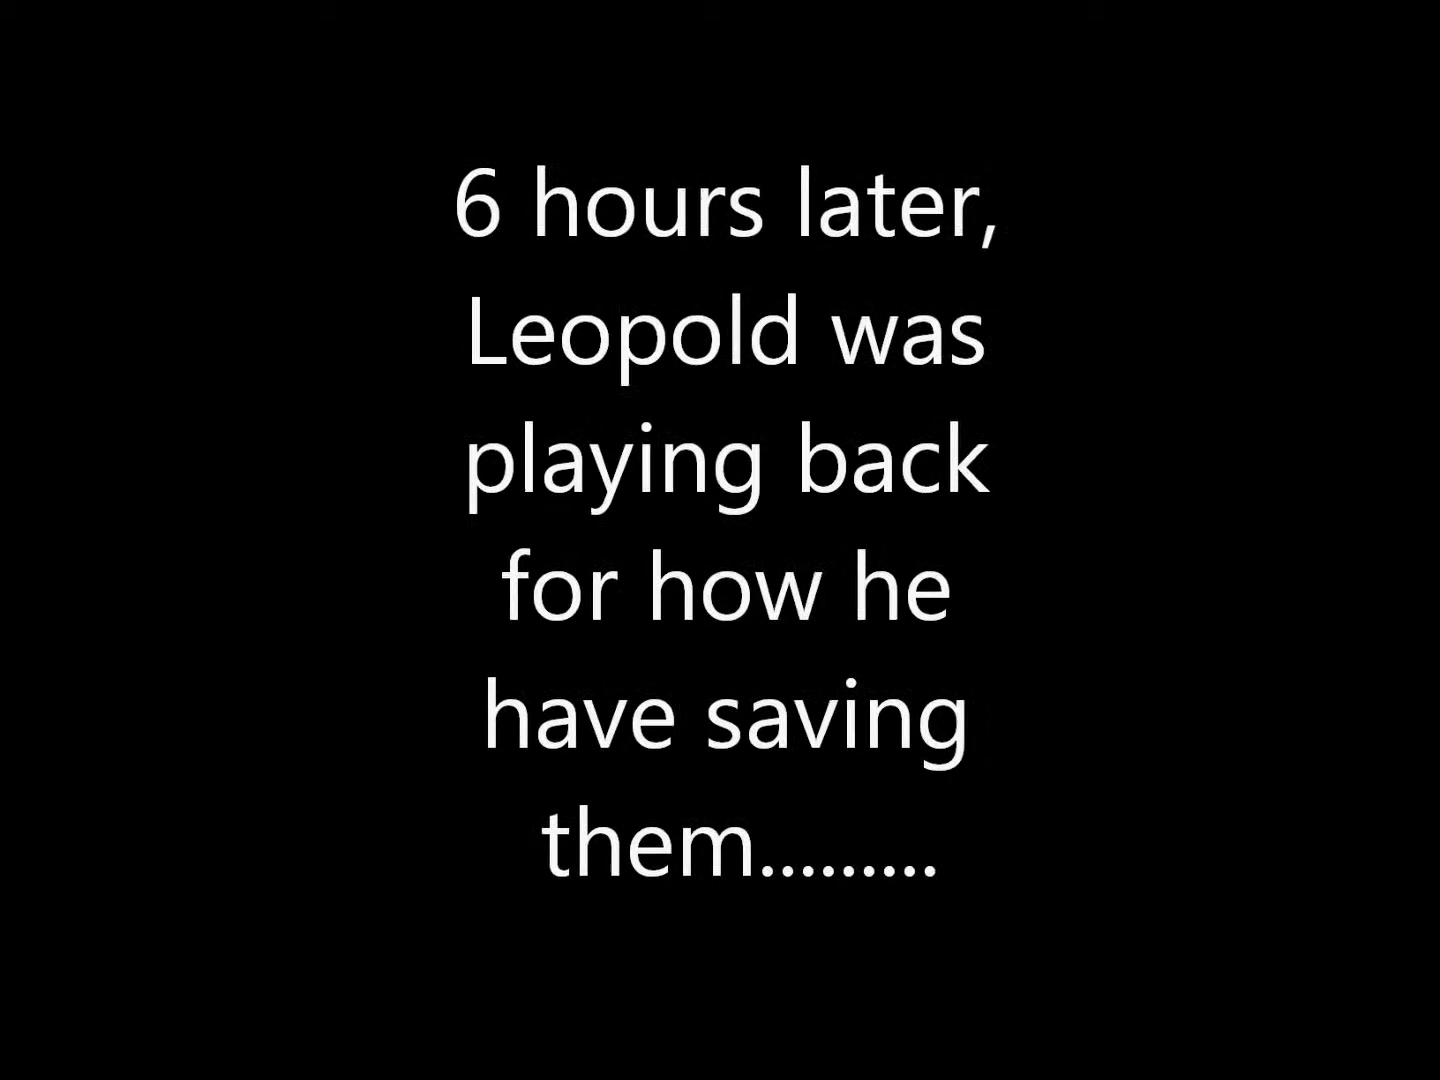 6 hours later,
Leopold was
playing back
for how he
have saving
them.........